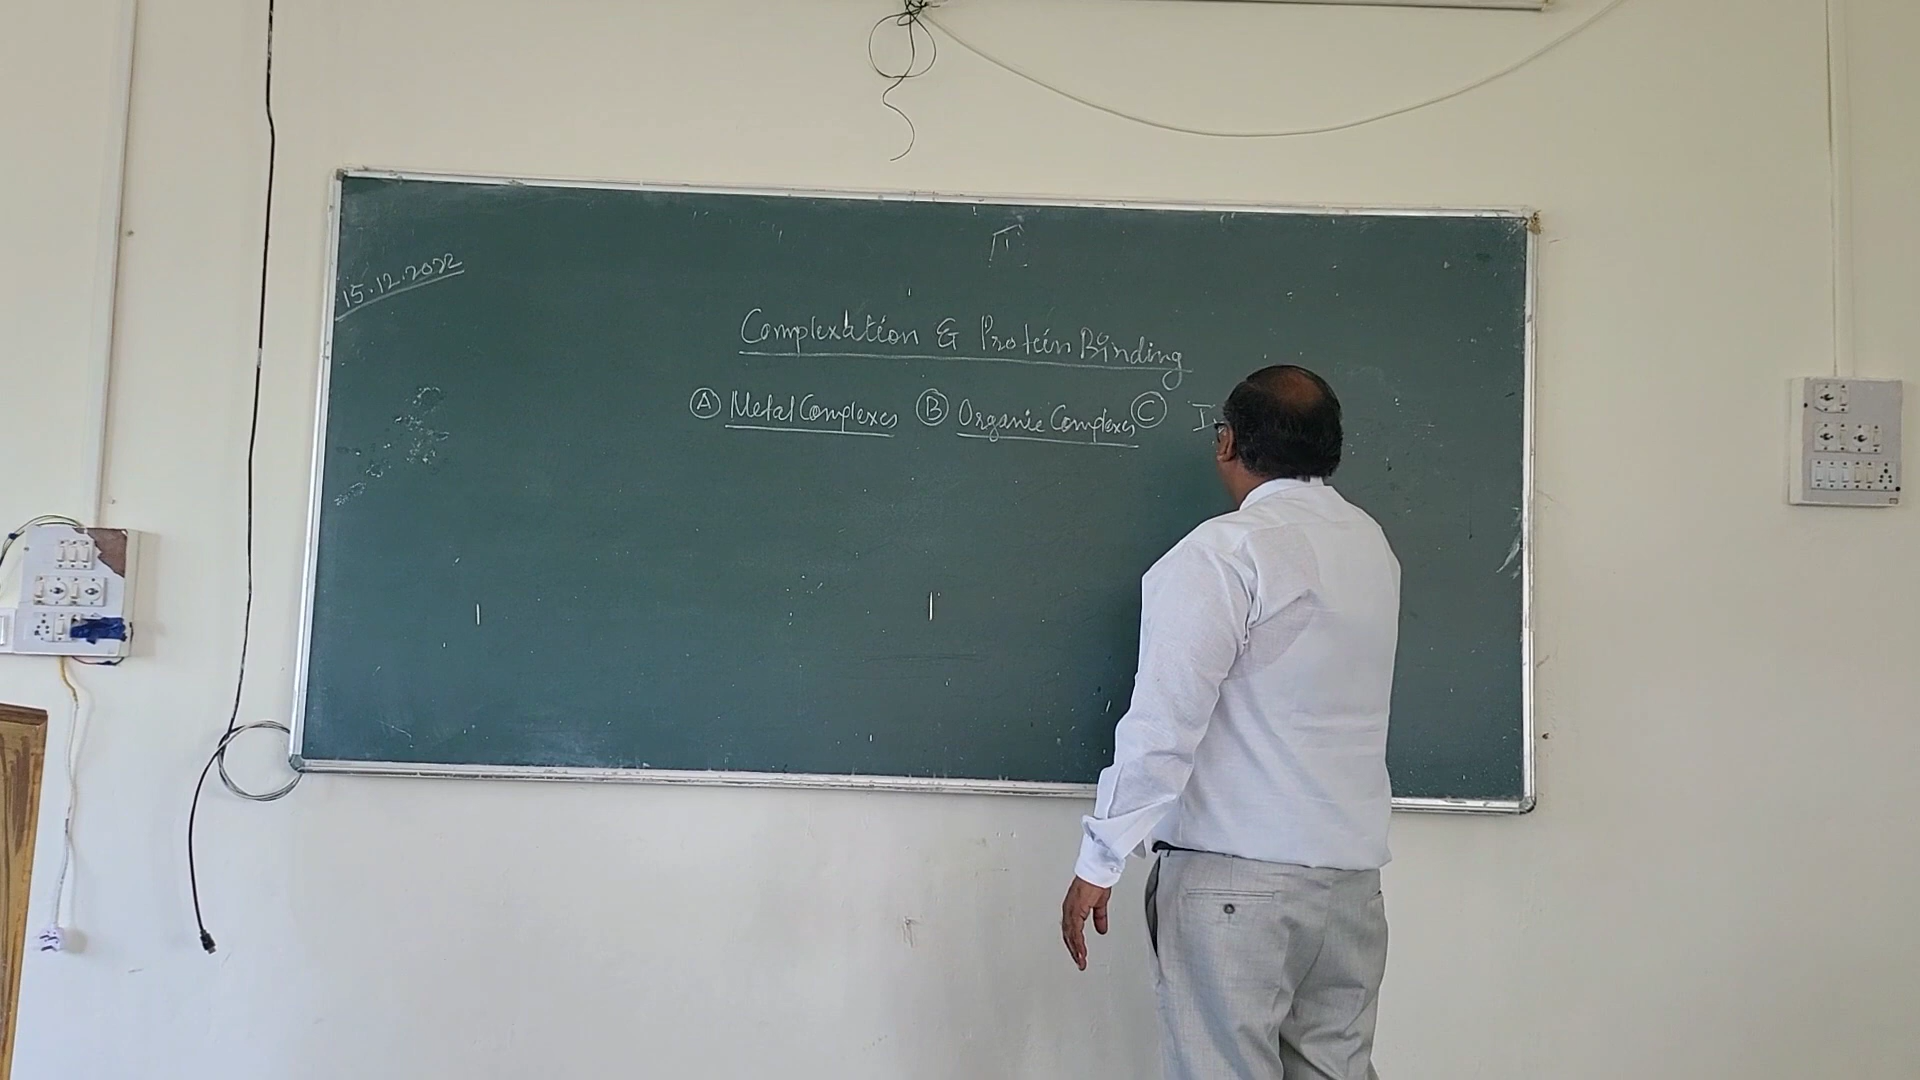 15.12.2022
Complexation & Protein Binding
Ⓐ Metal Complexes Ⓑ Organic Complexes Ⓒ